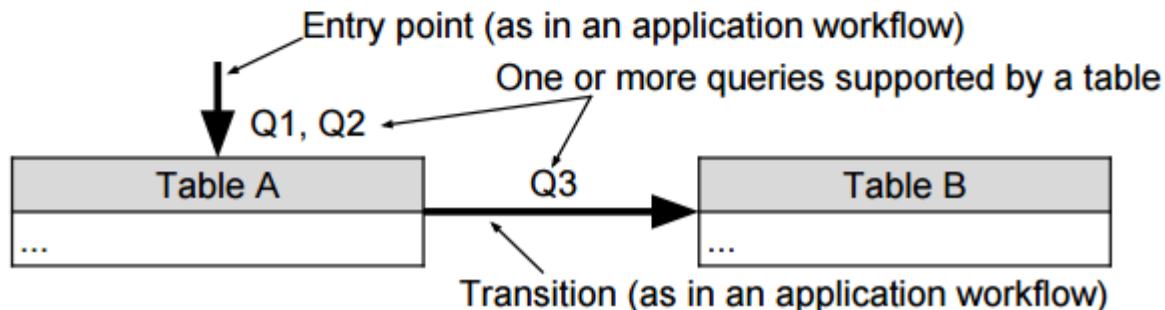 Entry point (as in an application workflow)
One or more queries supported by a table
Q1, Q2
Table A
Q3
Table B
...
...
Transition (as in an application workflow)